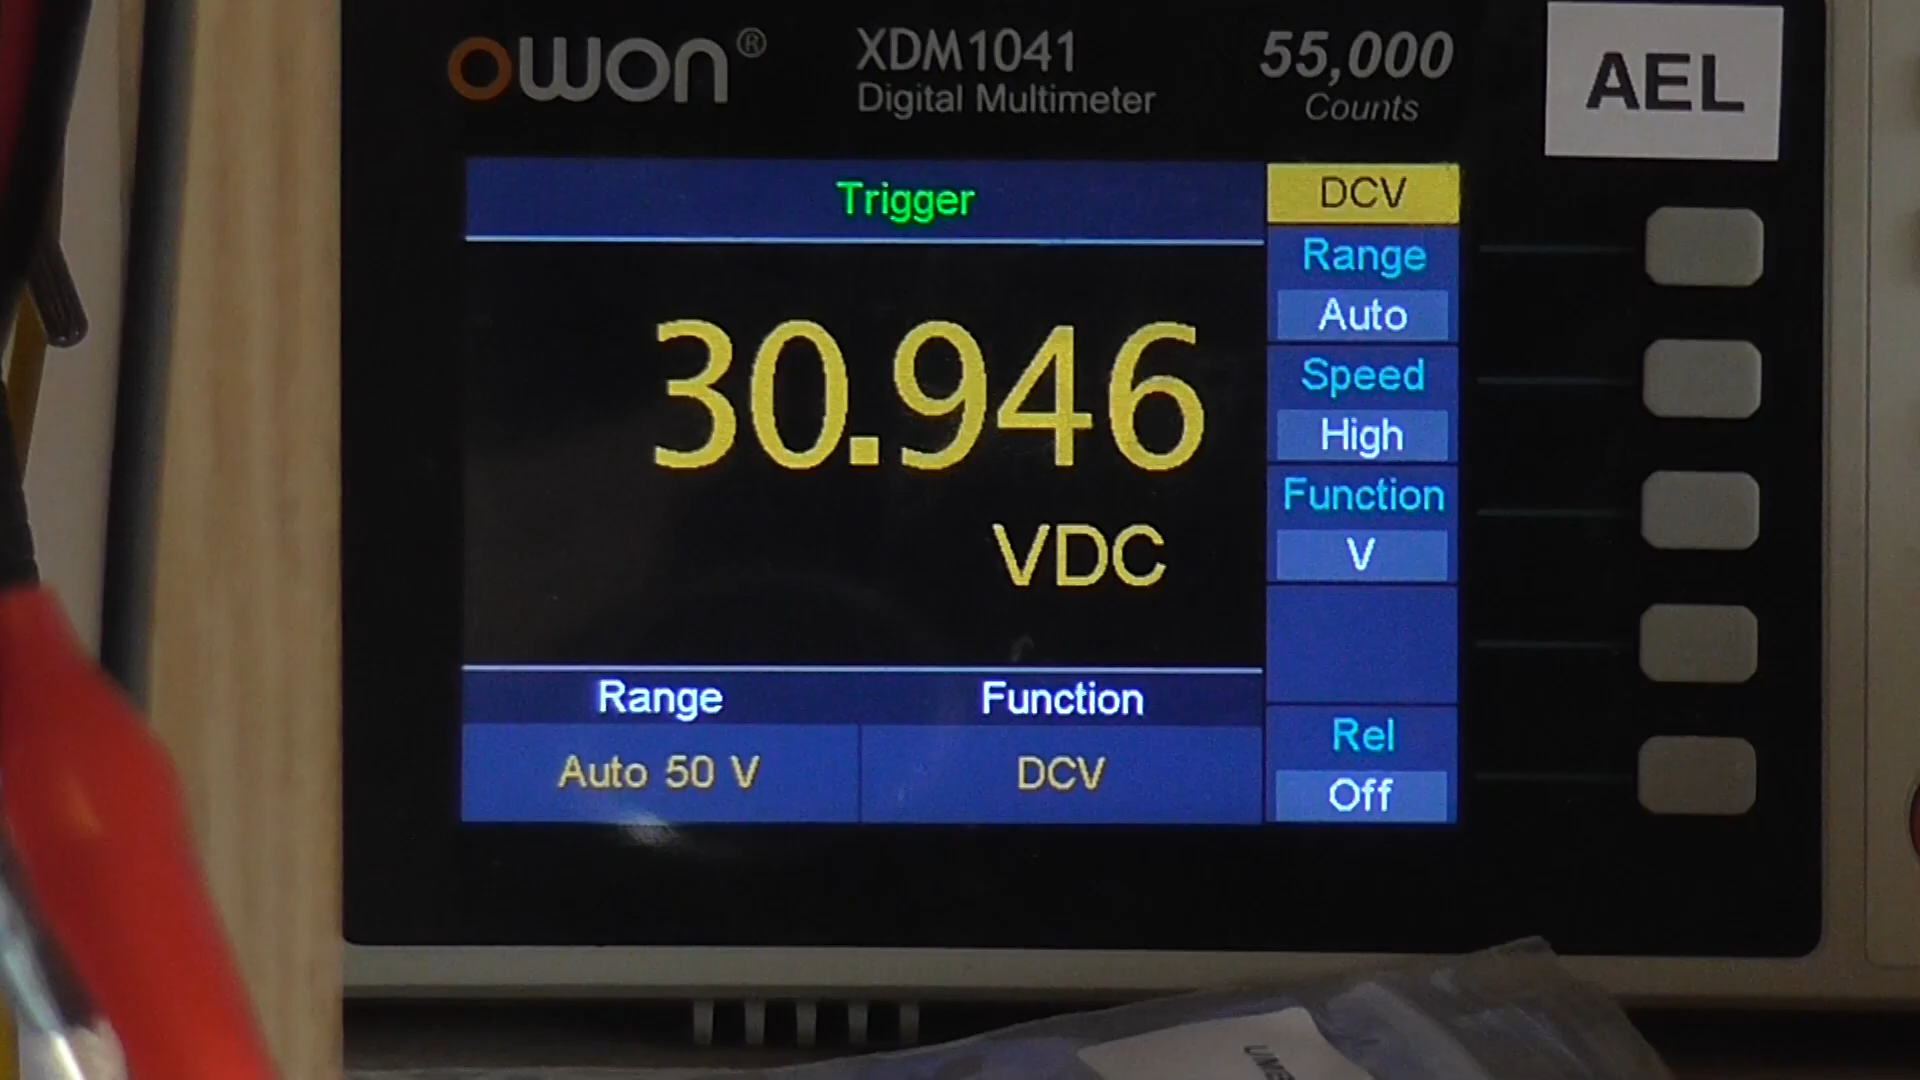 owon®
XDM1041
Digital Multimeter
55,000
Counts
AEL
Trigger
30.946
VDC
Range
Function
Auto 50 V
DCV
DCV
Range
Auto
Speed
High
Function
V
Rel
Off